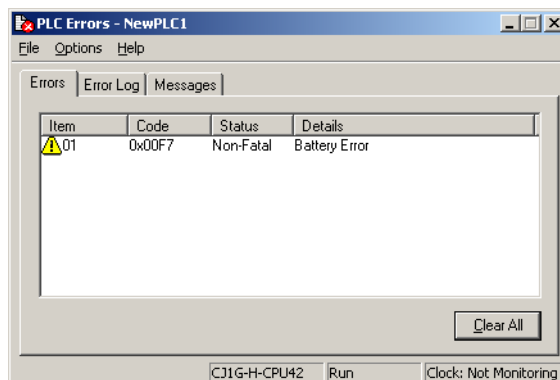 PLC Errors - NewPLC1
File Options Help
Errors Error Log Messages
Item Code Status Details
01 0x00F7 Non-Fatal Battery Error
Clear All
CJ1G-H-CPU42 Run Clock: Not Monitoring